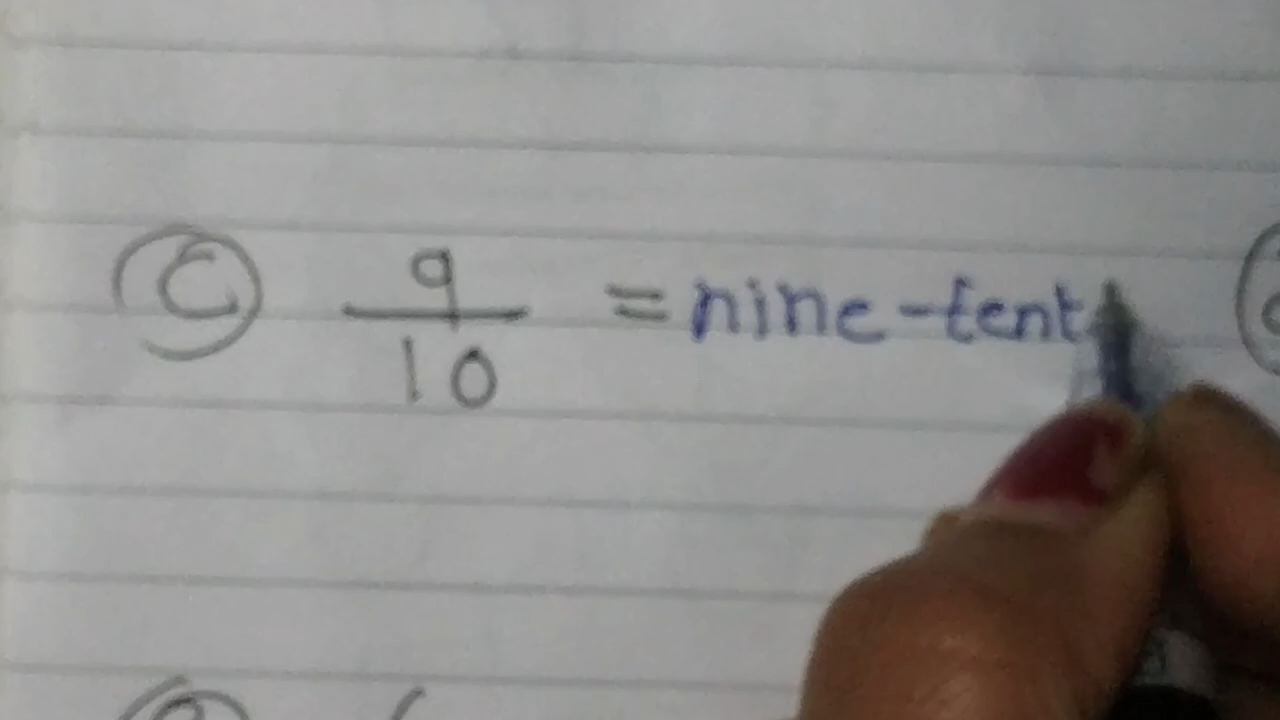 C 9/10 = nine-tent